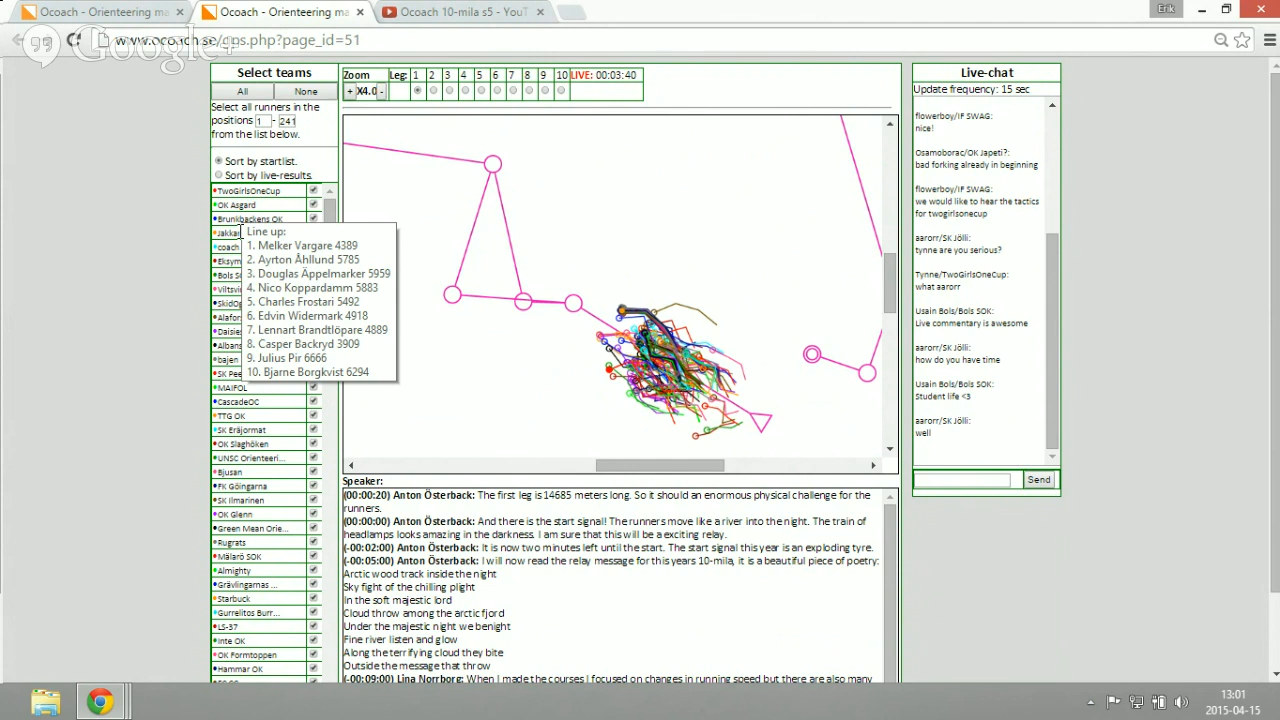 Ocoach - Orienteering ma
Ocoach - Orienteering ma
Ocoach 10-mila s5 - YouT
Erik
www.ocoach.se/
.php?page_id=51
Google+
Select teams
All
None
Select all runners in the
positions 1 - 241
from the list below.
Sort by startlist.
Sort by live-results.
TwoGirlsOneCup
OK Asgard
Brunkbackens OK
Jakkar
coach
Eksym
Bols SO
Viltsvir
SkidOp
Alafor
Daisie
Alban
bajen
SK Pee
MAIFOL
CascadeOC
TTG OK
SK Eräjormat
OK Slaghöken
UNSC Orienteeri...
Bjusan
FK Göingarna
SK Ilmarinen
OK Glenn
Green Mean Orie...
Rugrats
Mälarö SOK
Almighty
Grävlingarnas ...
Starbuck
Gurrelitos Burr...
LS-37
Inte OK
OK Formtoppen
Hammar OK
Line up:
1. Melker Vargare 4389
2. Ayrton Åhllund 5785
3. Douglas Äppelmarker 5959
4. Nico Koppardamm 5883
5. Charles Frostari 5492
6. Edvin Widermark 4918
7. Lennart Brandtlöpare 4889
8. Casper Backryd 3909
9. Julius Pir 6666
10. Bjarne Borgkvist 6294
Zoom
+ X4.0 -
Leg: 1 2 3 4 5 6 7 8 9 10 LIVE: 00:03:40
Speaker:
(00:00:20) Anton Österback: The first leg is 14685 meters long. So it should an enormous physical challenge for the
runners.
(00:00:00) Anton Österback: And there is the start signal! The runners move like a river into the night. The train of
headlamps looks amazing in the darkness. I am sure that this will be a exciting relay.
(-00:02:00) Anton Österback: It is now two minutes left until the start. The start signal this year is an exploding tyre.
(-00:05:00) Anton Österback: I will now read the relay message for this years 10-mila, it is a beautiful piece of poetry:
Arctic wood track inside the night
Sky fight of the chilling plight
In the soft majestic lord
Cloud throw among the arctic fjord
Under the majestic night we benight
Fine river listen and glow
Along the terrifying cloud they bite
Outside the message that throw
(-00:09:00) Lina Norrborg: When I made the courses I focused on changes in running speed but there are also many
Live-chat
Update frequency: 15 sec
flowerboy/IF SWAG:
nice!
Osamoborac/OK Japeti?:
bad forking already in beginning
flowerboy/IF SWAG:
we would like to hear the tactics
for twogirlsonecup
aarorr/SK Jölli:
tynne are you serious?
Tynne/TwoGirlsOneCup:
what aarorr
Usain Bols/Bols SOK:
Live commentary is awesome
aarorr/SK Jölli:
how do you have time
Usain Bols/Bols SOK:
Student life <3
aarorr/SK Jölli:
well
Send
13:01
2015-04-15